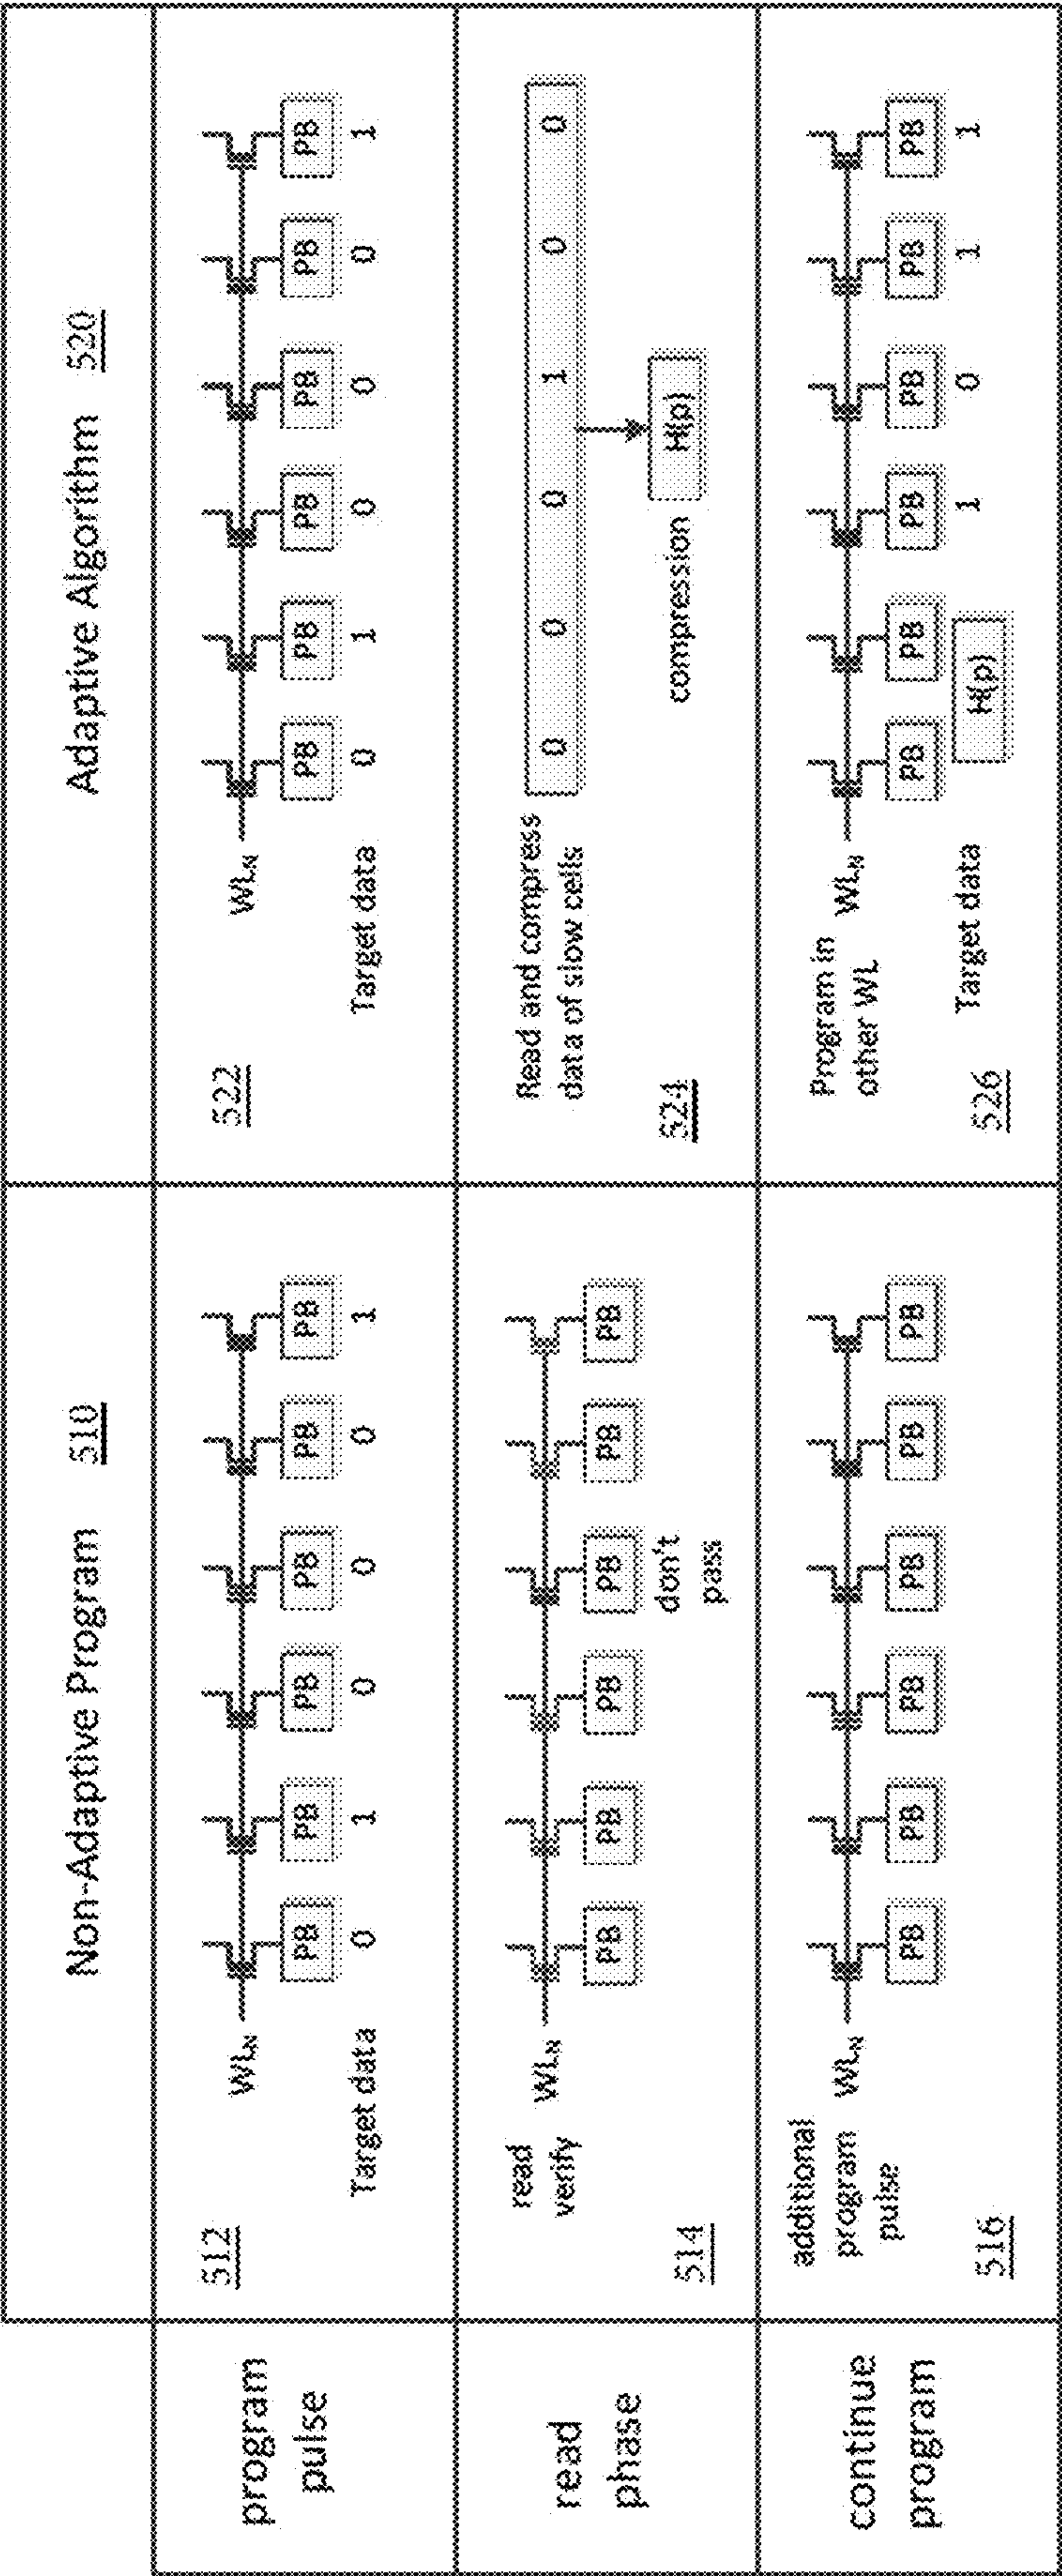 Non-Adaptive Program 510
Adaptive Algorithm 520
program
pulse
512
WLN
PB PB PB PB PB PB
Target data 0 1 0 0 0 1
522
WLN
PB PB PB PB PB PB
Target data 0 1 0 0 0 1
read
phase
read
verify
514
WLN
PB PB PB PB PB PB
don't
pass
Read and compress
data of slow cells
524
0 0 0 1 0 0
compression
H(p)
continue
program
additional
program
pulse
516
WLN
PB PB PB PB PB PB
Program in
other WL
526
WLN
PB PB PB PB PB PB
Target data H(p) 1 0 1 1